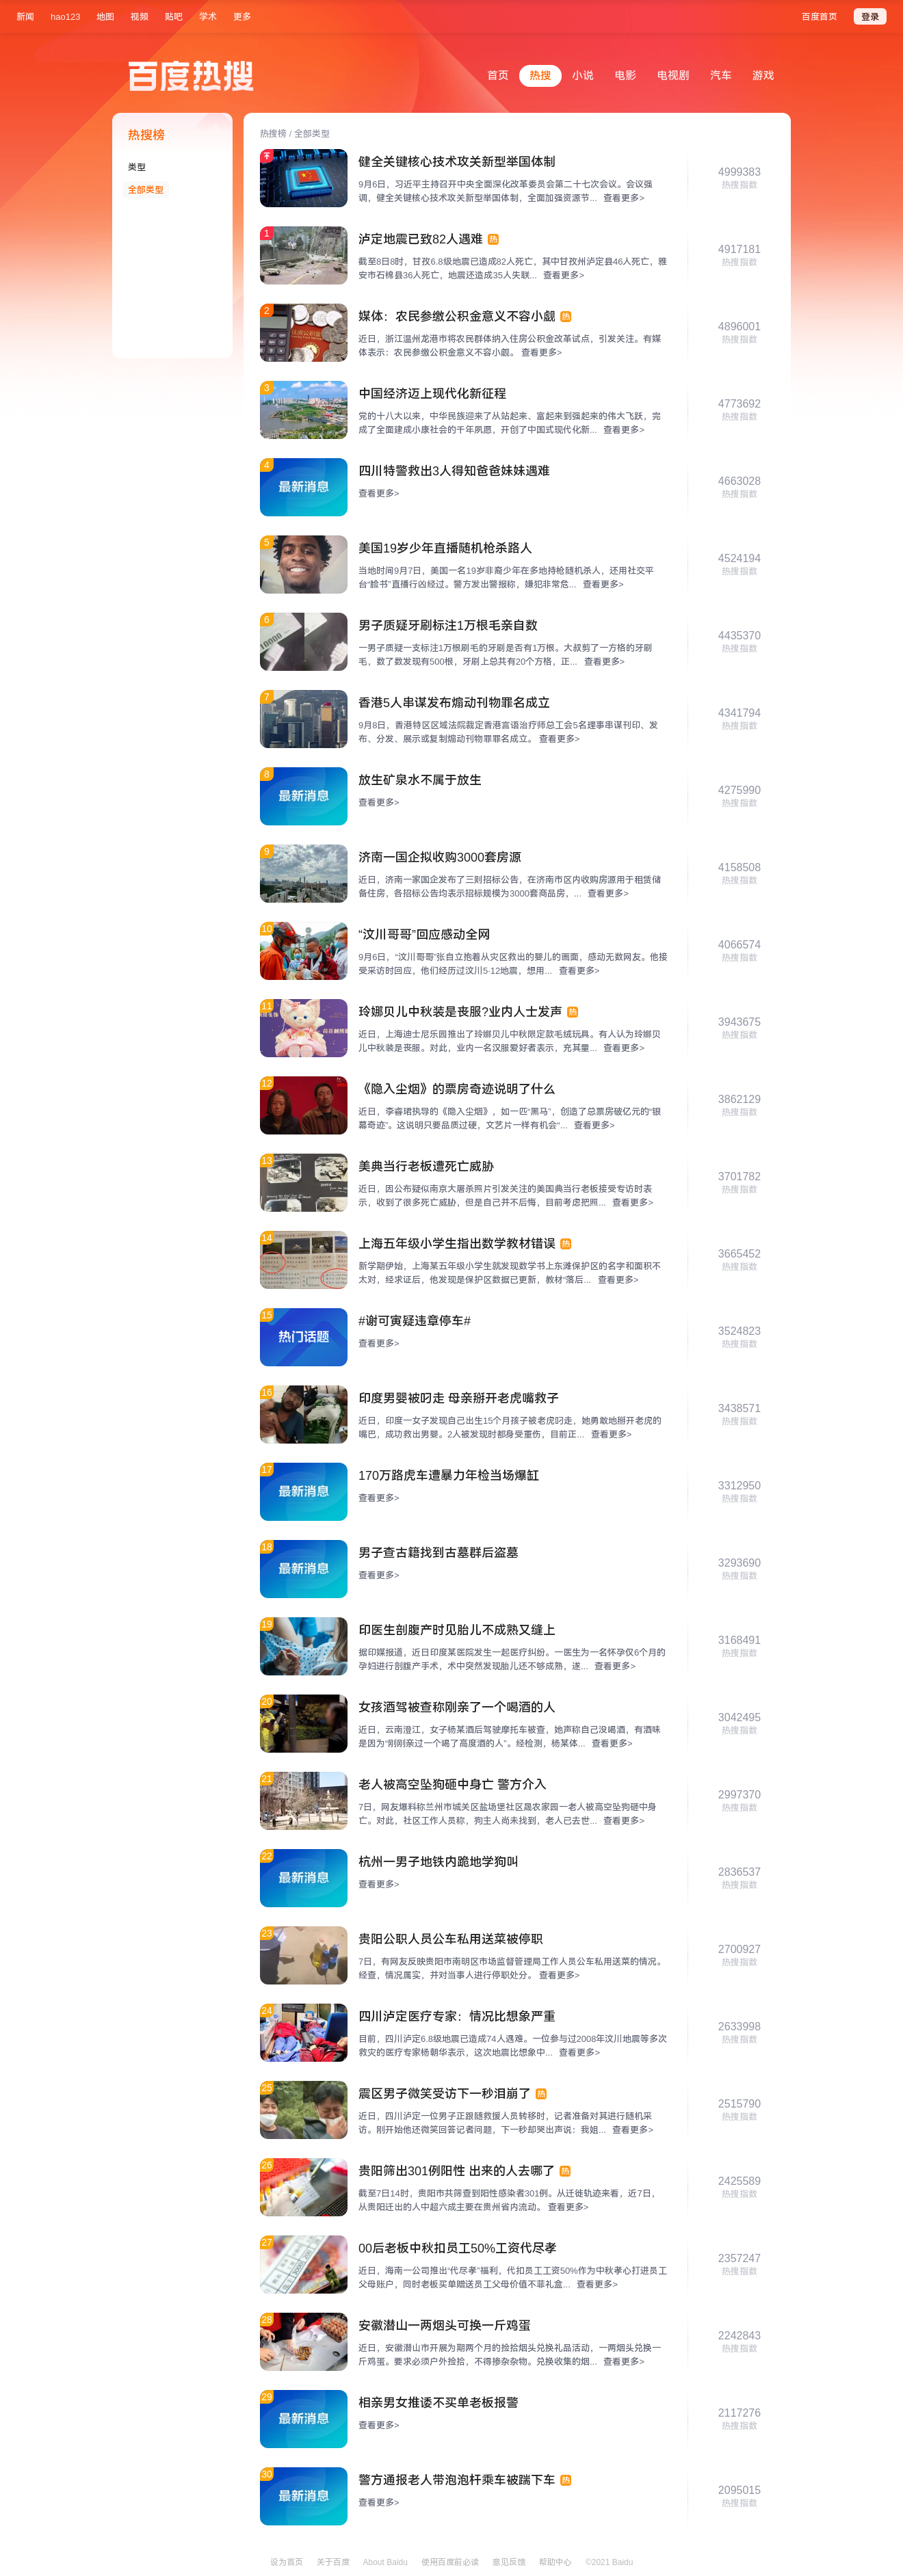 新闻 hao123 地图 视频 贴吧 学术 更多 百度首页 登录
百度热搜
首页 热搜 小说 电影 电视剧 汽车 游戏
热搜榜
类型
全部类型
热搜榜 / 全部类型
健全关键核心技术攻关新型举国体制
9月6日，习近平主持召开中央全面深化改革委员会第二十七次会议。会议强
调，健全关键核心技术攻关新型举国体制，全面加强资源节... 查看更多>
4999383
热搜指数
1
泸定地震已致82人遇难 热
截至8日8时，甘孜6.8级地震已造成82人死亡，其中甘孜州泸定县46人死亡，雅
安市石棉县36人死亡，地震还造成35人失联... 查看更多>
4917181
热搜指数
2
媒体：农民参缴公积金意义不容小觑 热
近日，浙江温州龙港市将农民群体纳入住房公积金改革试点，引发关注。有媒
体表示：农民参缴公积金意义不容小觑。 查看更多>
4896001
热搜指数
3
中国经济迈上现代化新征程
党的十八大以来，中华民族迎来了从站起来、富起来到强起来的伟大飞跃，完
成了全面建成小康社会的千年夙愿，开创了中国式现代化新... 查看更多>
4773692
热搜指数
4
最新消息
四川特警救出3人得知爸爸妹妹遇难
查看更多>
4663028
热搜指数
5
美国19岁少年直播随机枪杀路人
当地时间9月7日，美国一名19岁非裔少年在多地持枪随机杀人，还用社交平
台“脸书”直播行凶经过。警方发出警报称，嫌犯非常危... 查看更多>
4524194
热搜指数
6
男子质疑牙刷标注1万根毛亲自数
一男子质疑一支标注1万根刷毛的牙刷是否有1万根。大叔剪了一方格的牙刷
毛，数了数发现有500根，牙刷上总共有20个方格，正... 查看更多>
4435370
热搜指数
7
香港5人串谋发布煽动刊物罪名成立
9月8日，香港特区区域法院裁定香港言语治疗师总工会5名理事串谋刊印、发
布、分发、展示或复制煽动刊物罪罪名成立。 查看更多>
4341794
热搜指数
8
最新消息
放生矿泉水不属于放生
查看更多>
4275990
热搜指数
9
济南一国企拟收购3000套房源
近日，济南一家国企发布了三则招标公告，在济南市区内收购房源用于租赁储
备住房，各招标公告均表示招标规模为3000套商品房，... 查看更多>
4158508
热搜指数
10
“汶川哥哥”回应感动全网
9月6日，“汶川哥哥”张自立抱着从灾区救出的婴儿的画面，感动无数网友。他接
受采访时回应，他们经历过汶川5·12地震，想用... 查看更多>
4066574
热搜指数
11
玲娜贝儿中秋装是丧服?业内人士发声 热
近日，上海迪士尼乐园推出了玲娜贝儿中秋限定款毛绒玩具。有人认为玲娜贝
儿中秋装是丧服。对此，业内一名汉服爱好者表示，充其量... 查看更多>
3943675
热搜指数
12
《隐入尘烟》的票房奇迹说明了什么
近日，李睿珺执导的《隐入尘烟》，如一匹“黑马”，创造了总票房破亿元的“银
幕奇迹”。这说明只要品质过硬，文艺片一样有机会“... 查看更多>
3862129
热搜指数
13
美典当行老板遭死亡威胁
近日，因公布疑似南京大屠杀照片引发关注的美国典当行老板接受专访时表
示，收到了很多死亡威胁，但是自己并不后悔，目前考虑把照... 查看更多>
3701782
热搜指数
14
上海五年级小学生指出数学教材错误 热
新学期伊始，上海某五年级小学生就发现数学书上东滩保护区的名字和面积不
太对，经求证后，他发现是保护区数据已更新，教材“落后... 查看更多>
3665452
热搜指数
15
热门话题
#谢可寅疑违章停车#
查看更多>
3524823
热搜指数
16
印度男婴被叼走 母亲掰开老虎嘴救子
近日，印度一女子发现自己出生15个月孩子被老虎叼走，她勇敢地掰开老虎的
嘴巴，成功救出男婴。2人被发现时都身受重伤，目前正... 查看更多>
3438571
热搜指数
17
最新消息
170万路虎车遭暴力年检当场爆缸
查看更多>
3312950
热搜指数
18
最新消息
男子查古籍找到古墓群后盗墓
查看更多>
3293690
热搜指数
19
印医生剖腹产时见胎儿不成熟又缝上
据印媒报道，近日印度某医院发生一起医疗纠纷。一医生为一名怀孕仅6个月的
孕妇进行剖腹产手术，术中突然发现胎儿还不够成熟，遂... 查看更多>
3168491
热搜指数
20
女孩酒驾被查称刚亲了一个喝酒的人
近日，云南澄江，女子杨某酒后驾驶摩托车被查，她声称自己没喝酒，有酒味
是因为“刚刚亲过一个喝了高度酒的人”。经检测，杨某体... 查看更多>
3042495
热搜指数
21
老人被高空坠狗砸中身亡 警方介入
7日，网友爆料称兰州市城关区盐场堡社区晟农家园一老人被高空坠狗砸中身
亡。对此，社区工作人员称，狗主人尚未找到，老人已去世... 查看更多>
2997370
热搜指数
22
最新消息
杭州一男子地铁内跪地学狗叫
查看更多>
2836537
热搜指数
23
贵阳公职人员公车私用送菜被停职
7日，有网友反映贵阳市南明区市场监督管理局工作人员公车私用送菜的情况。
经查，情况属实，并对当事人进行停职处分。 查看更多>
2700927
热搜指数
24
四川泸定医疗专家：情况比想象严重
目前，四川泸定6.8级地震已造成74人遇难。一位参与过2008年汶川地震等多次
救灾的医疗专家杨朝华表示，这次地震比想象中... 查看更多>
2633998
热搜指数
25
震区男子微笑受访下一秒泪崩了 热
近日，四川泸定一位男子正跟随救援人员转移时，记者准备对其进行随机采
访。刚开始他还微笑回答记者问题，下一秒却哭出声说：我姐... 查看更多>
2515790
热搜指数
26
贵阳筛出301例阳性 出来的人去哪了 热
截至7日14时，贵阳市共筛查到阳性感染者301例。从迁徙轨迹来看，近7日，
从贵阳迁出的人中超六成主要在贵州省内流动。 查看更多>
2425589
热搜指数
27
00后老板中秋扣员工50%工资代尽孝
近日，海南一公司推出“代尽孝”福利，代扣员工工资50%作为中秋孝心打进员工
父母账户，同时老板买单赠送员工父母价值不菲礼盒... 查看更多>
2357247
热搜指数
28
安徽潜山一两烟头可换一斤鸡蛋
近日，安徽潜山市开展为期两个月的捡拾烟头兑换礼品活动，一两烟头兑换一
斤鸡蛋。要求必须户外捡拾，不得掺杂杂物。兑换收集的烟... 查看更多>
2242843
热搜指数
29
最新消息
相亲男女推诿不买单老板报警
查看更多>
2117276
热搜指数
30
最新消息
警方通报老人带泡泡杆乘车被踹下车 热
查看更多>
2095015
热搜指数
设为首页 关于百度 About Baidu 使用百度前必读 意见反馈 帮助中心 ©2021 Baidu